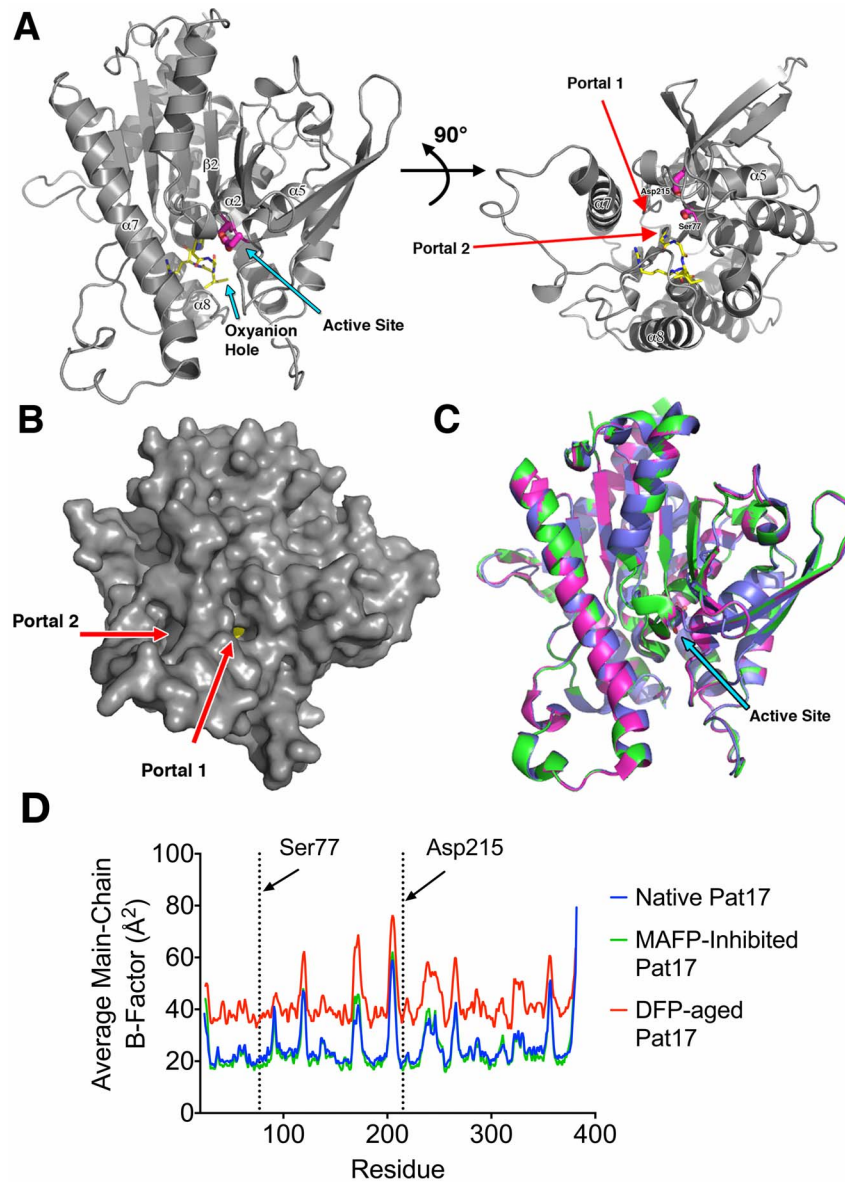 A
β2
α2
α5
α7
α8
Oxyanion
Hole
Active Site
90°
Portal 1
Asp215
α5
α7
Ser77
Portal 2
α8
B
Portal 2
Portal 1
C
Active Site
D
Average Main-Chain
B-Factor (Å²)
100
80
60
40
20
0
Ser77
Asp215
100
200
300
400
Residue
Native Pat17
MAFP-Inhibited
Pat17
DFP-aged
Pat17